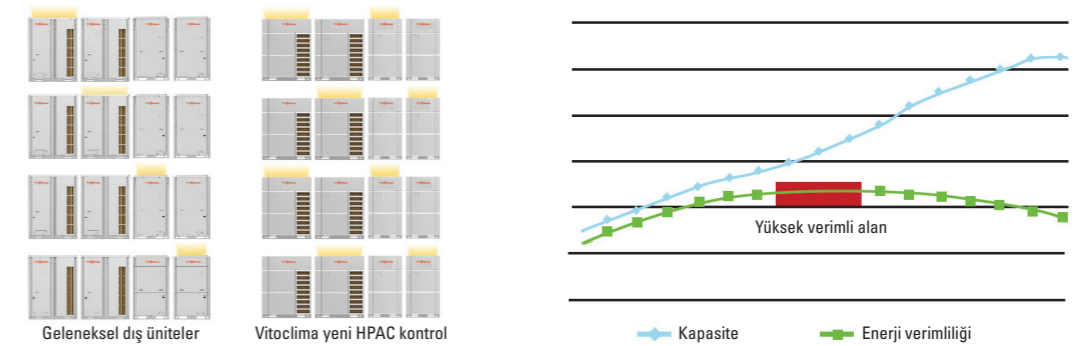 Geleneksel dış üniteler
Vitoclima yeni HPAC kontrol
Yüksek verimli alan
Kapasite
Enerji verimliliği